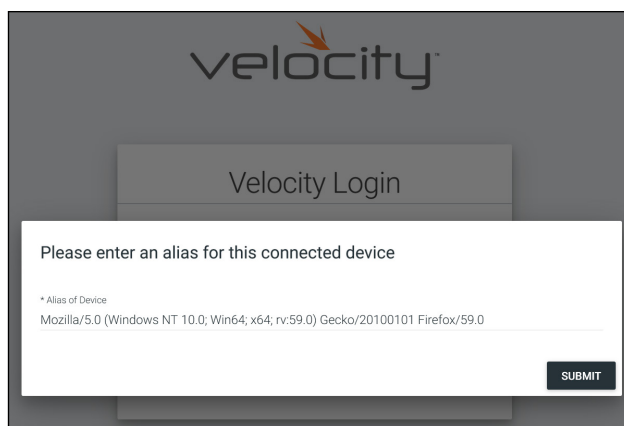 velocity™
Velocity Login
Please enter an alias for this connected device
* Alias of Device
Mozilla/5.0 (Windows NT 10.0; Win64; x64; rv:59.0) Gecko/20100101 Firefox/59.0
SUBMIT